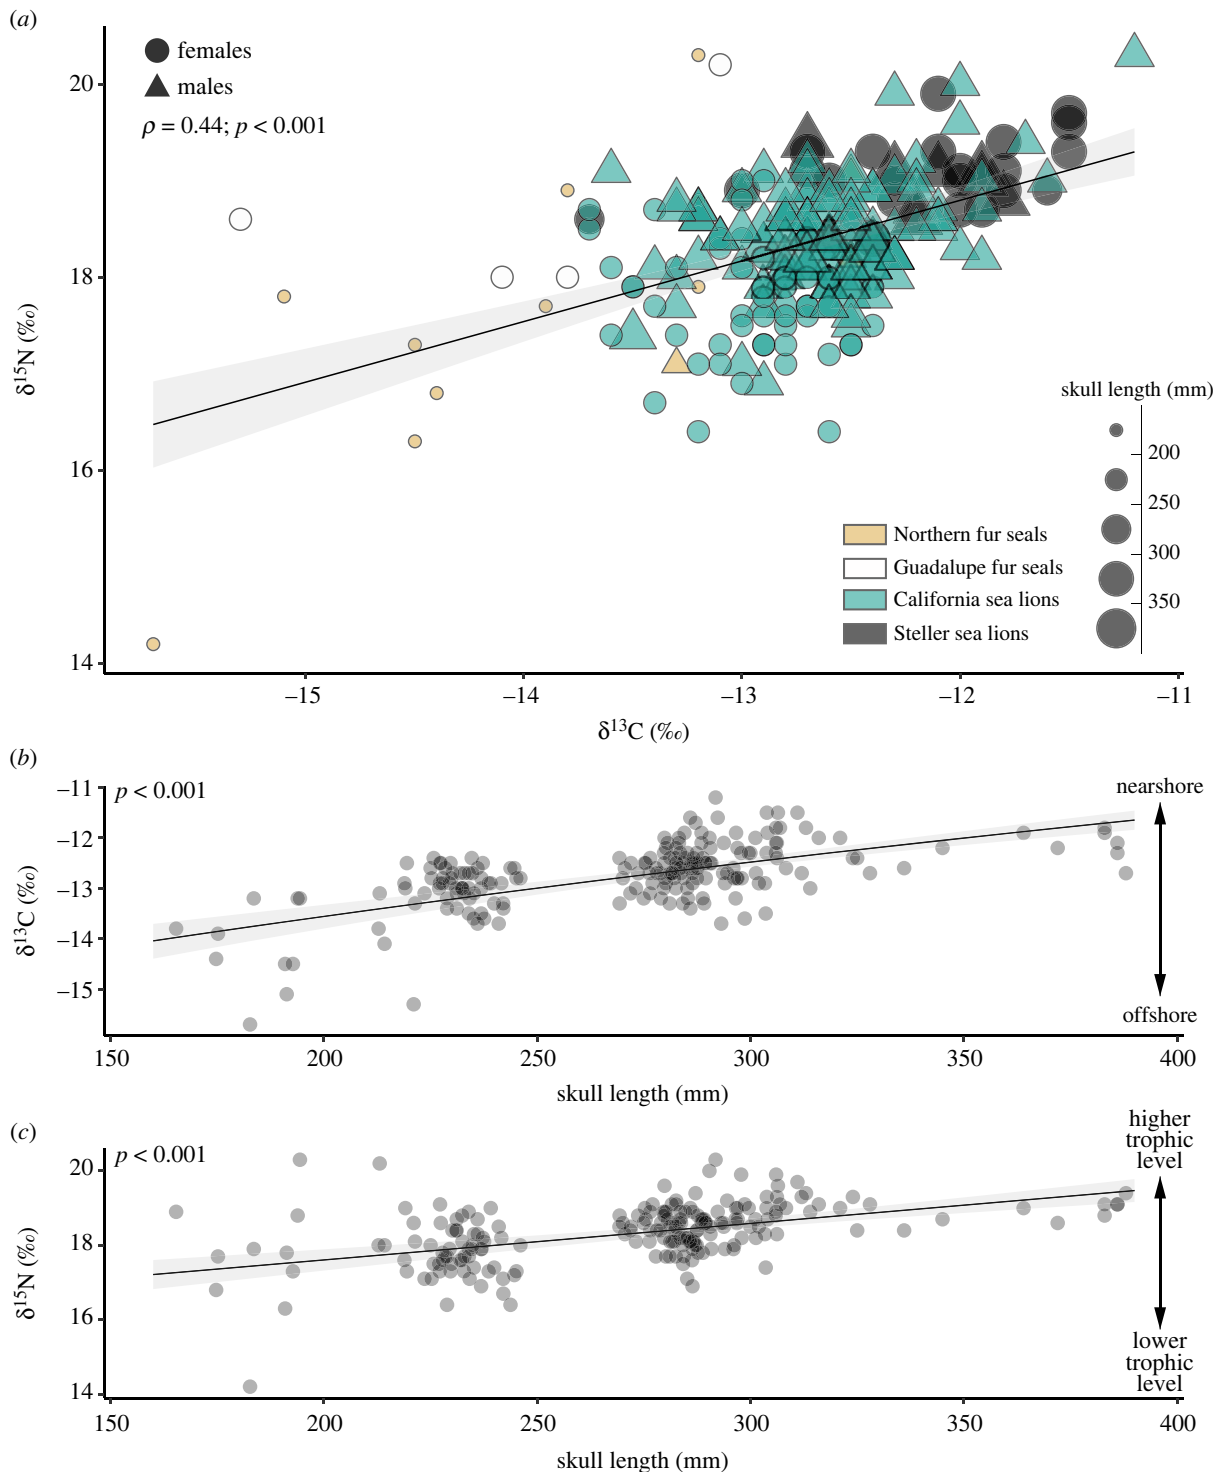 (a)
females
males
ρ = 0.44; p < 0.001
20
18
16
14
δ15N (‰)
–15
–14
–13
–12
–11
δ13C (‰)
skull length (mm)
200
250
300
350
Northern fur seals
Guadalupe fur seals
California sea lions
Steller sea lions
(b)
p < 0.001
–11
–12
–13
–14
–15
δ13C (‰)
nearshore
offshore
150
200
250
300
350
400
skull length (mm)
(c)
p < 0.001
20
18
16
14
δ15N (‰)
higher
trophic
level
lower
trophic
level
150
200
250
300
350
400
skull length (mm)